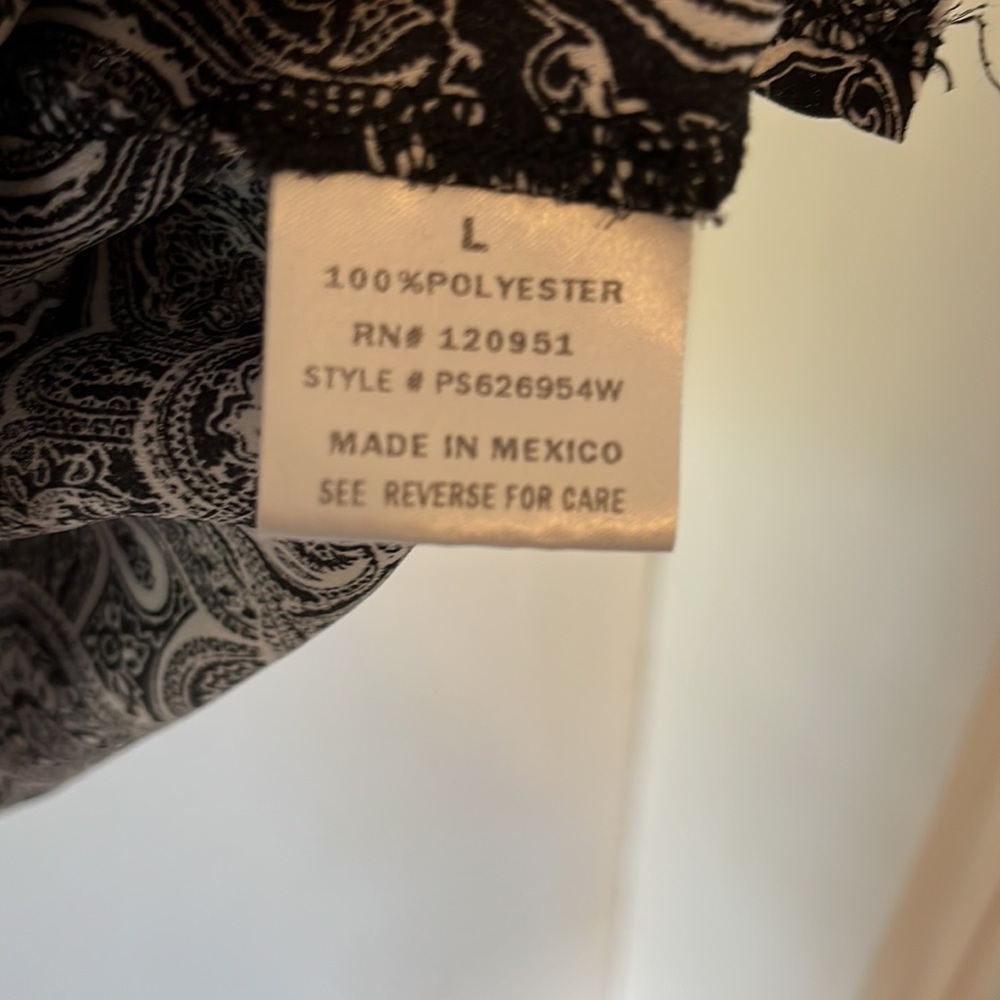 L
100%POLYESTER
RN# 120951
STYLE # PS626954W
MADE IN MEXICO
SEE REVERSE FOR CARE